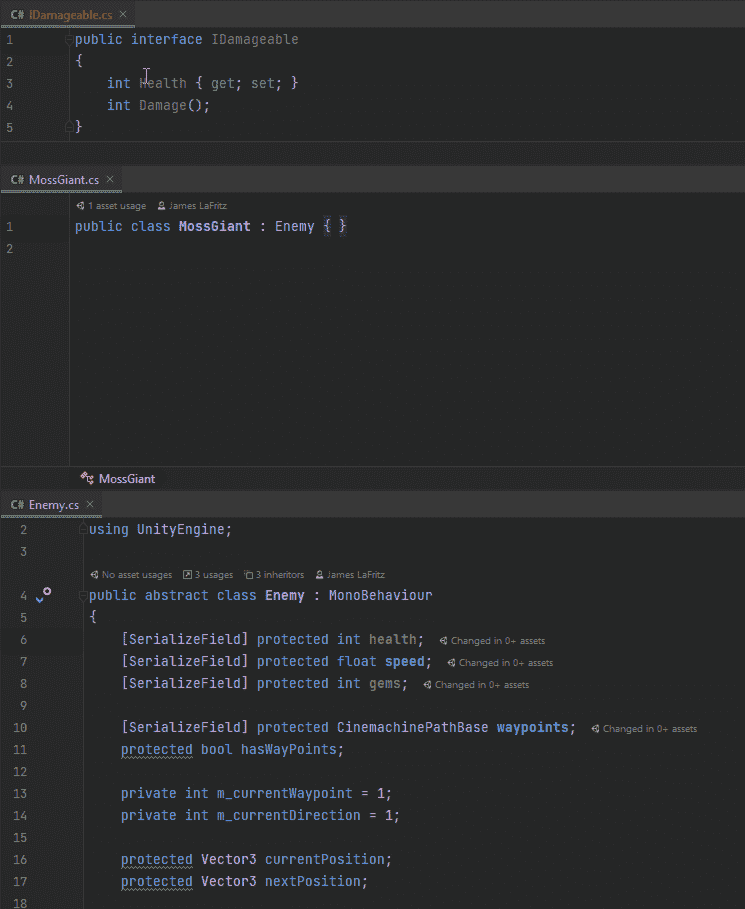 C# IDamageable.cs ×
1 public interface IDamageable
2 {
3 int Health { get; set; }
4 int Damage();
5 }
C# MossGiant.cs ×
1 asset usage James LaFritz
1 public class MossGiant : Enemy { }
2
MossGiant
C# Enemy.cs ×
2 using UnityEngine;
3
No asset usages 3 usages 3 inheritors James LaFritz
4 public abstract class Enemy : MonoBehaviour
5 {
6 [SerializeField] protected int health; Changed in 0+ assets
7 [SerializeField] protected float speed; Changed in 0+ assets
8 [SerializeField] protected int gems; Changed in 0+ assets
9
10 [SerializeField] protected CinemachinePathBase waypoints; Changed in 0+ assets
11 protected bool hasWayPoints;
12
13 private int m_currentWaypoint = 1;
14 private int m_currentDirection = 1;
15
16 protected Vector3 currentPosition;
17 protected Vector3 nextPosition;
18